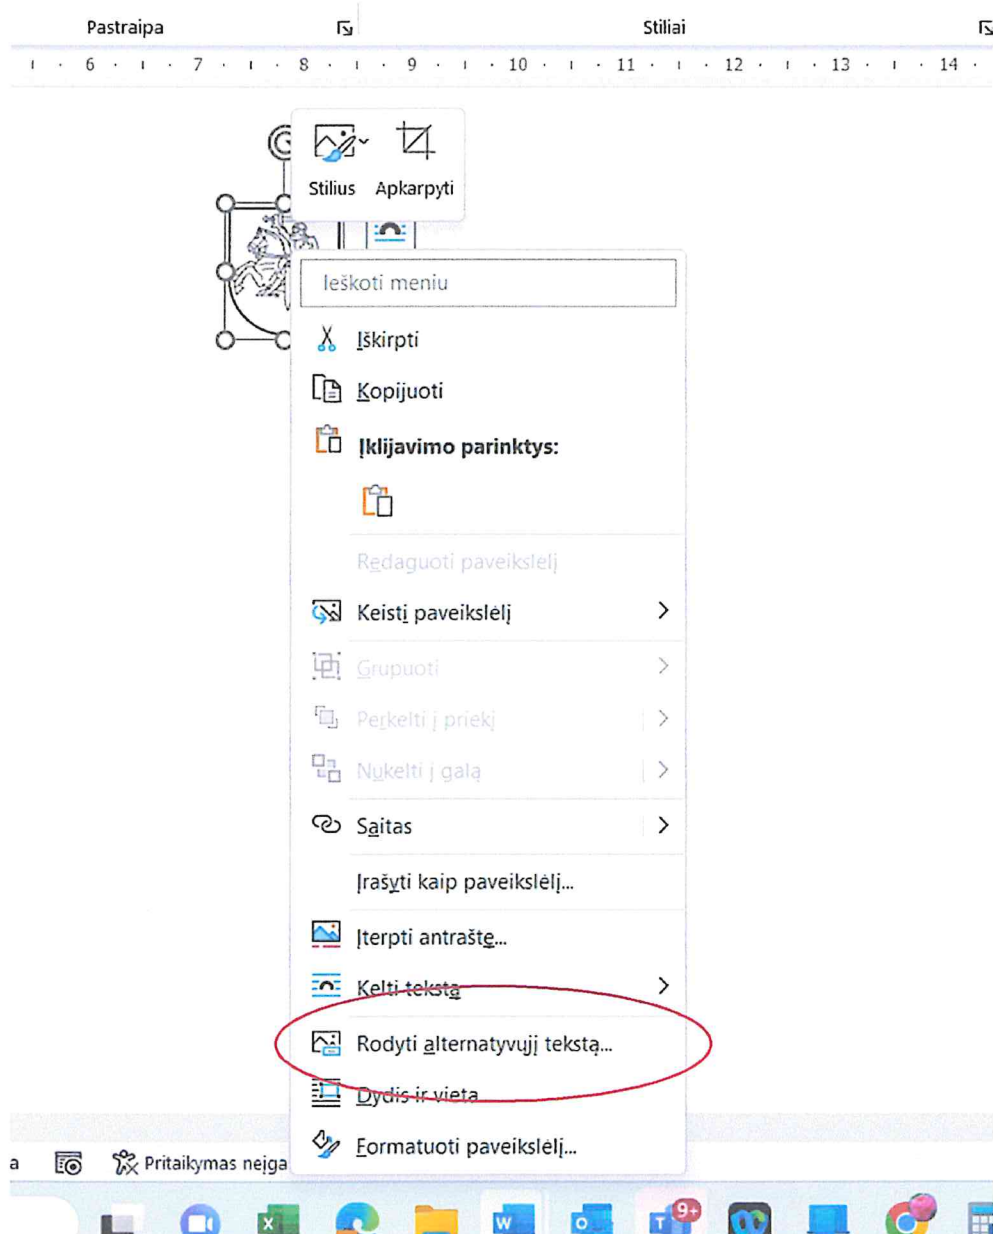 Pastraipa Stiliai
6 7 8 9 10 11 12 13 14
Stilius Apkarpyti
Ieškoti meniu
Iškirpti
Kopijuoti
Įklijavimo parinktys:
Redaguoti paveikslėlį
Keisti paveikslėlį
Grupuoti
Perkelti į priekį
Nukelti į galą
Saitas
Įrašyti kaip paveikslėlį...
Įterpti antraštę...
Kelti tekstą
Rodyti alternatyvųjį tekstą...
Dydis ir vieta
Formatuoti paveikslėlį...
a Pritaikymas neįga
9+